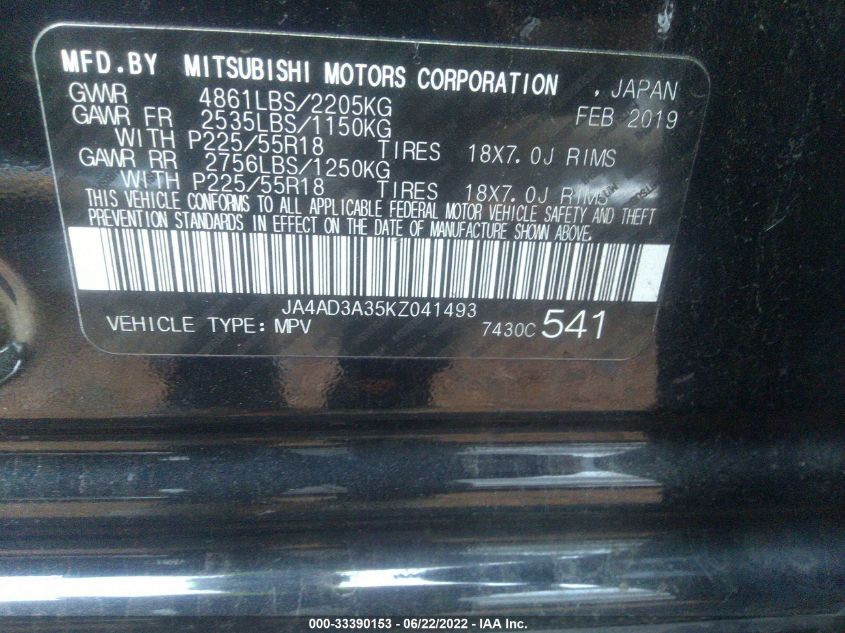 MFD.BY MITSUBISHI MOTORS CORPORATION , JAPAN
GVWR 4861LBS/2205KG FEB 2019
GAWR FR 2535LBS/1150KG
WITH P225/55R18 TIRES 18X7.0J RIMS
GAWR RR 2756LBS/1250KG
WITH P225/55R18 TIRES 18X7.0J RIMS
THIS VEHICLE CONFORMS TO ALL APPLICABLE FEDERAL MOTOR VEHICLE SAFETY AND THEFT
PREVENTION STANDARDS IN EFFECT ON THE DATE OF MANUFACTURE SHOWN ABOVE.
JA4AD3A35KZ041493
VEHICLE TYPE:MPV 7430C 541
000-33390153 - 06/22/2022 - IAA Inc.